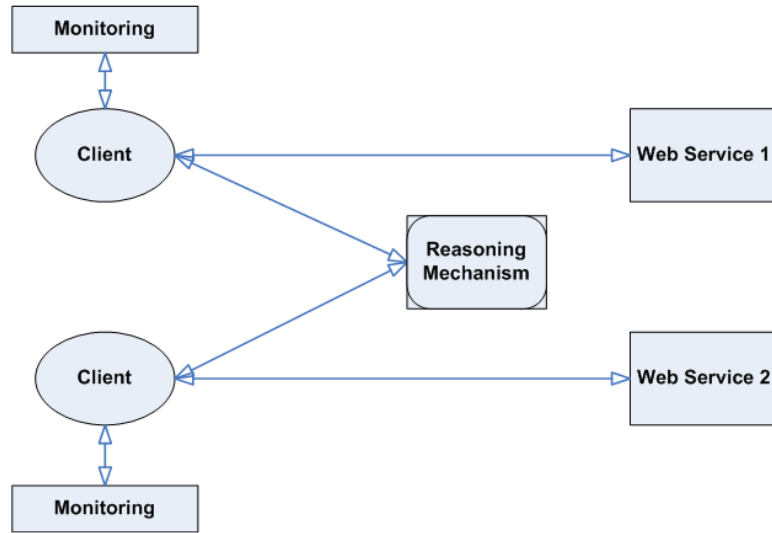 Monitoring
Client
Web Service 1
Reasoning
Mechanism
Client
Web Service 2
Monitoring